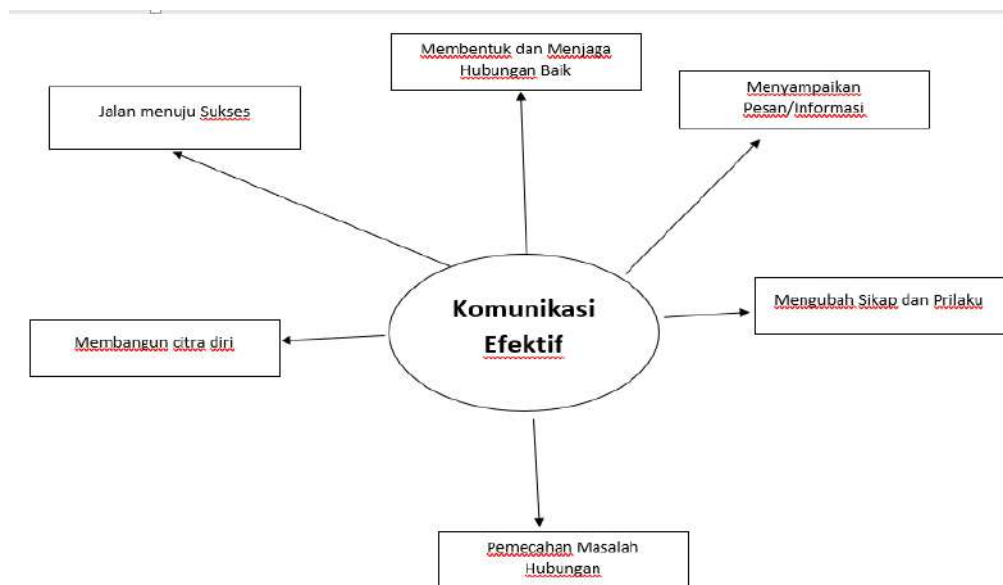 Membentuk dan Menjaga
Hubungan Baik
Menyampaikan
Pesan/Informasi
Jalan menuju Sukses
Mengubah Sikap dan Prilaku
Komunikasi
Efektif
Membangun citra diri
Pemecahan Masalah
Hubungan